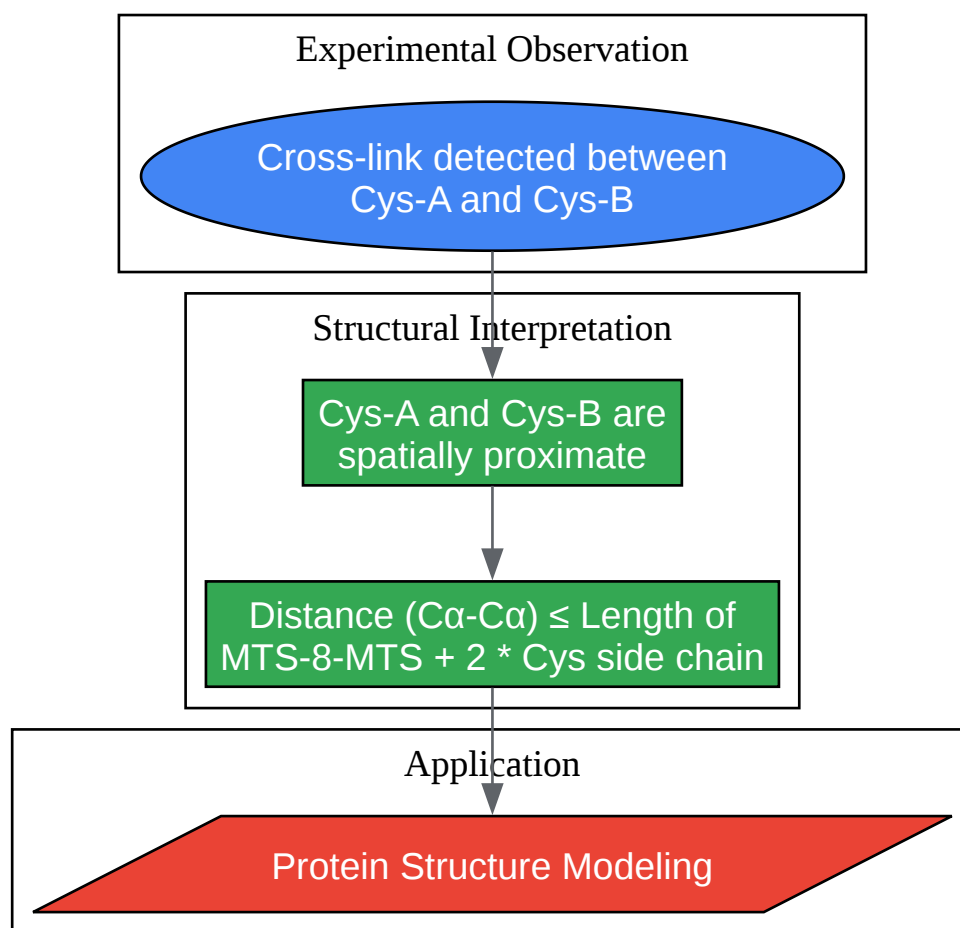 Experimental Observation
Cross-link detected between
Cys-A and Cys-B
Structural Interpretation
Cys-A and Cys-B are
spatially proximate
Distance (Cα-Cα) ≤ Length of
MTS-8-MTS + 2 * Cys side chain
Application
Protein Structure Modeling